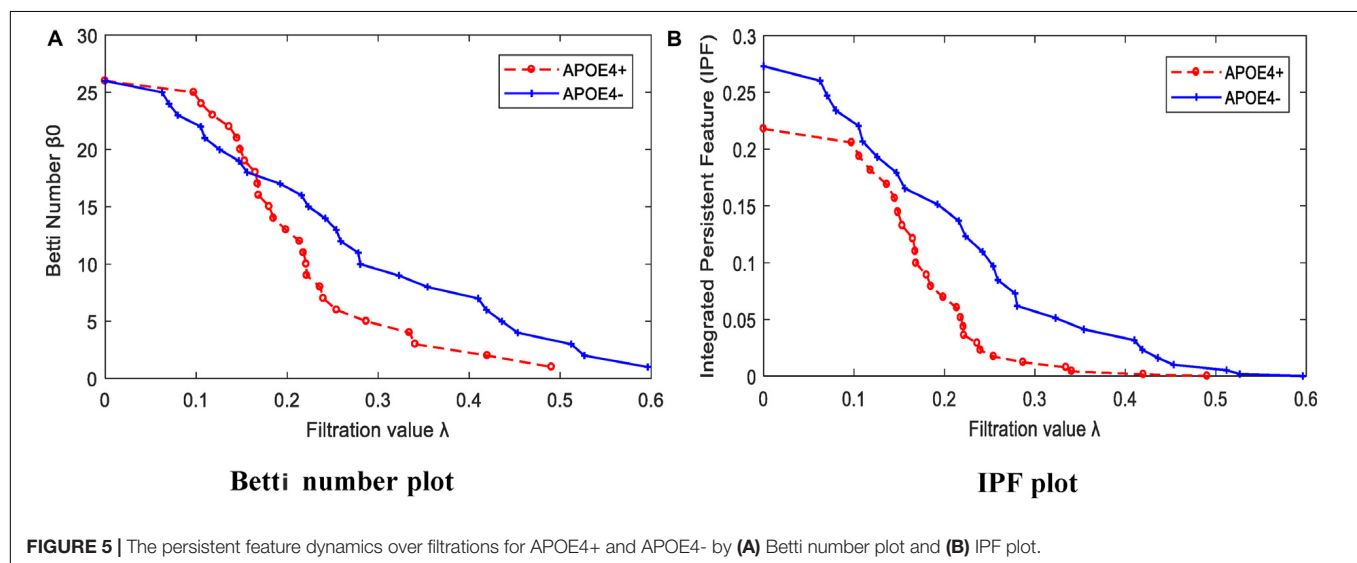 A
30
25
20
15
10
5
0
Betti Number β0
0
0.1
0.2
0.3
0.4
0.5
0.6
Filtration value λ
APOE4+
APOE4-
Betti number plot
B
0.3
0.25
0.2
0.15
0.1
0.05
0
Integrated Persistent Feature (IPF)
0
0.1
0.2
0.3
0.4
0.5
0.6
Filtration value λ
APOE4+
APOE4-
IPF plot
FIGURE 5 | The persistent feature dynamics over filtrations for APOE4+ and APOE4- by (A) Betti number plot and (B) IPF plot.